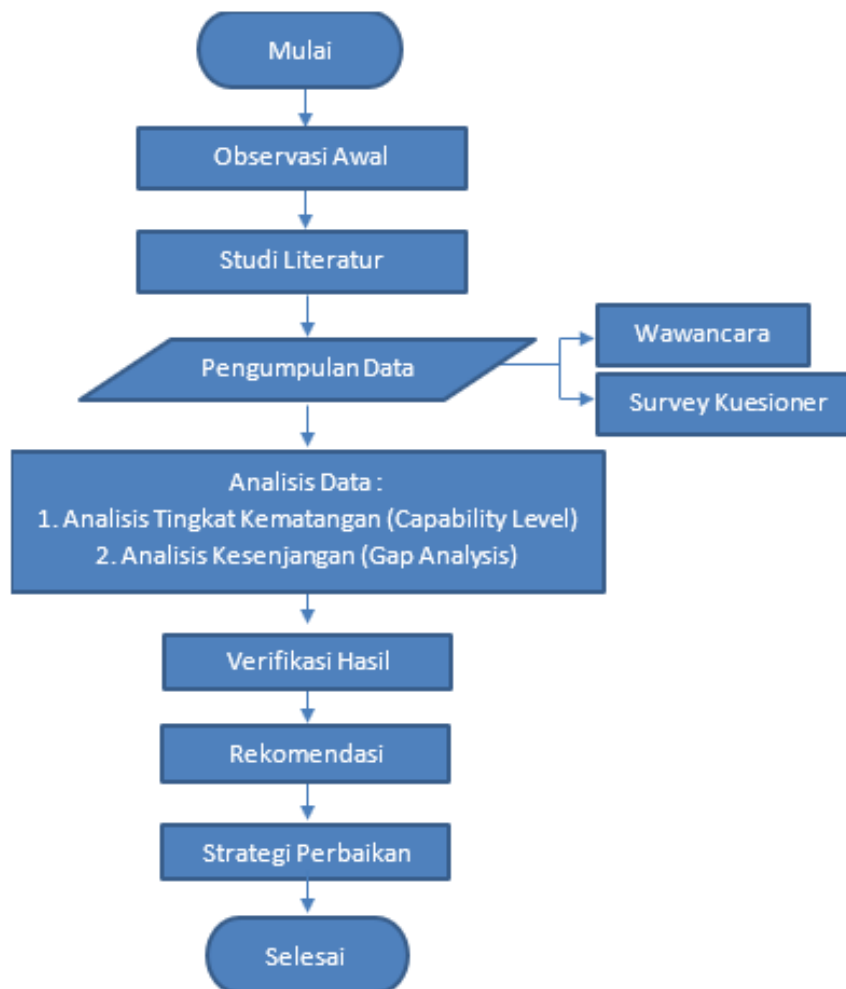 Mulai
Observasi Awal
Studi Literatur
Pengumpulan Data
Wawancara
Survey Kuesioner
Analisis Data :
1. Analisis Tingkat Kematangan (Capability Level)
2. Analisis Kesenjangan (Gap Analysis)
Verifikasi Hasil
Rekomendasi
Strategi Perbaikan
Selesai